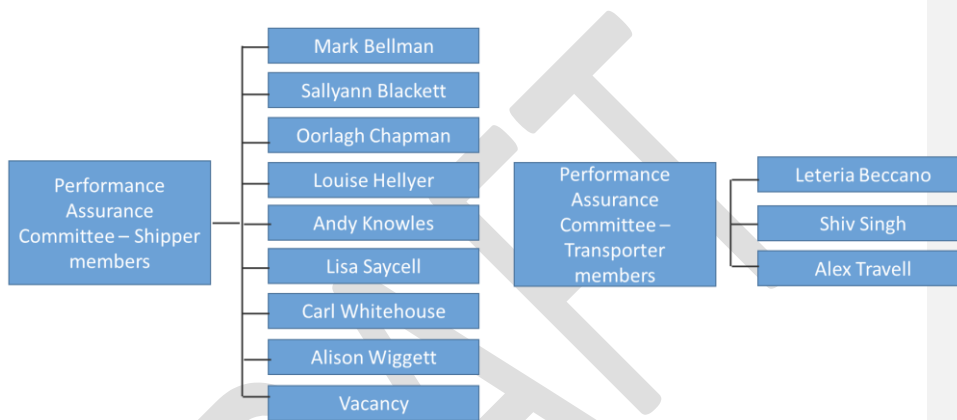 Performance
Assurance
Committee – Shipper
members
Mark Bellman
Sallyann Blackett
Oorlagh Chapman
Louise Hellyer
Andy Knowles
Lisa Saycell
Carl Whitehouse
Alison Wiggett
Vacancy
Performance
Assurance
Committee –
Transporter
members
Leteria Beccano
Shiv Singh
Alex Travell
DRAFT